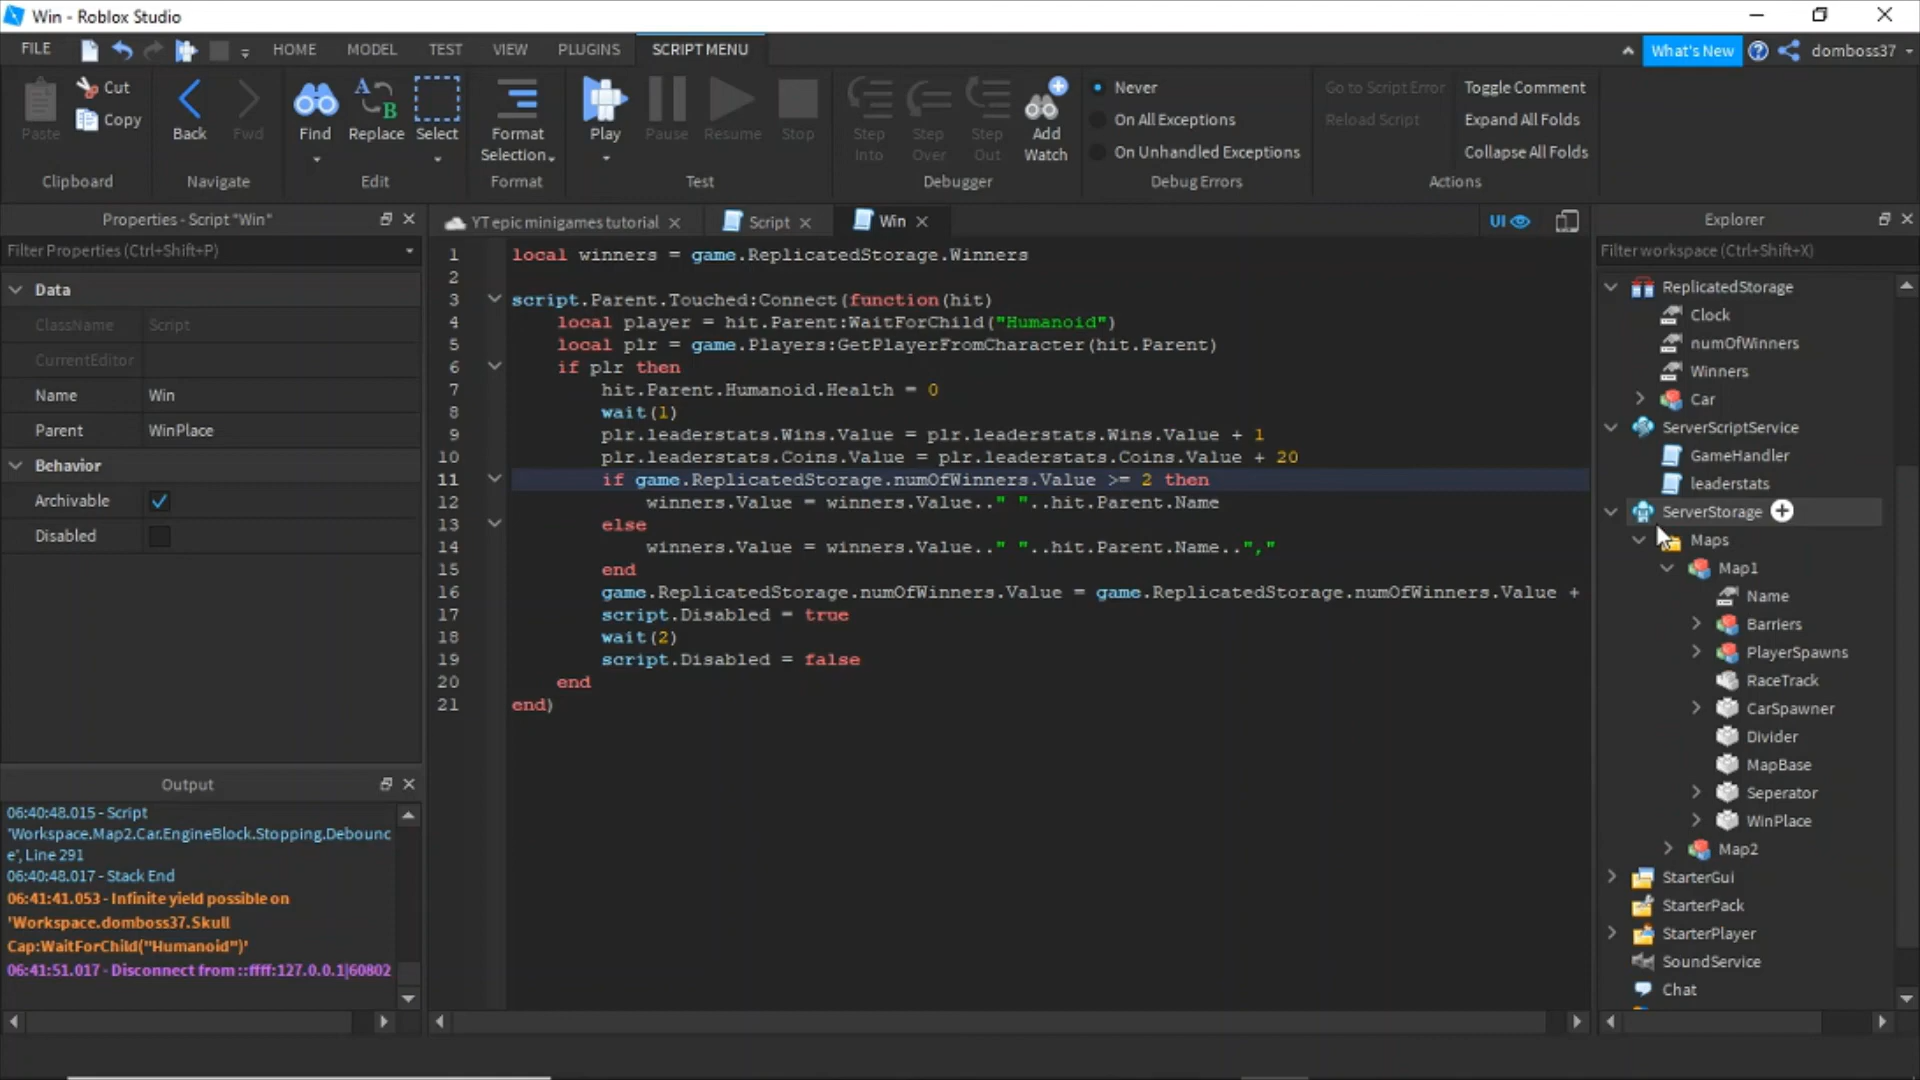 Win - Roblox Studio
FILE
HOME
MODEL
TEST
VIEW
PLUGINS
SCRIPT MENU
What's New
domboss37
Paste
Cut
Copy
Clipboard
Back
Fwd
Navigate
Find
Replace
Select
Edit
Format
Selection
Format
Play
Pause
Resume
Stop
Test
Step
Into
Step
Over
Step
Out
Add
Watch
Debugger
Never
On All Exceptions
On Unhandled Exceptions
Debug Errors
Go to Script Error
Reload Script
Toggle Comment
Expand All Folds
Collapse All Folds
Actions
Properties - Script "Win"
Filter Properties (Ctrl+Shift+P)
Data
ClassName Script
CurrentEditor
Name Win
Parent WinPlace
Behavior
Archivable
Disabled
Output
06:40:48.015 - Script
'Workspace.Map2.Car.EngineBlock.Stopping.Debounc
e', Line 291
06:40:48.017 - Stack End
06:41:41.053 - Infinite yield possible on
'Workspace.domboss37.Skull
Cap:WaitForChild("Humanoid")'
06:41:51.017 - Disconnect from ::ffff:127.0.0.1|60802
YT epic minigames tutorial
Script
Win
UI
1 local winners = game.ReplicatedStorage.Winners
2
3 script.Parent.Touched:Connect(function(hit)
4 local player = hit.Parent:WaitForChild("Humanoid")
5 local plr = game.Players:GetPlayerFromCharacter(hit.Parent)
6 if plr then
7 hit.Parent.Humanoid.Health = 0
8 wait(1)
9 plr.leaderstats.Wins.Value = plr.leaderstats.Wins.Value + 1
10 plr.leaderstats.Coins.Value = plr.leaderstats.Coins.Value + 20
11 if game.ReplicatedStorage.numOfWinners.Value >= 2 then
12 winners.Value = winners.Value.." "..hit.Parent.Name
13 else
14 winners.Value = winners.Value.." "..hit.Parent.Name..","
15 end
16 game.ReplicatedStorage.numOfWinners.Value = game.ReplicatedStorage.numOfWinners.Value +
17 script.Disabled = true
18 wait(2)
19 script.Disabled = false
20 end
21 end)
Explorer
Filter workspace (Ctrl+Shift+X)
ReplicatedStorage
Clock
numOfWinners
Winners
Car
ServerScriptService
GameHandler
leaderstats
ServerStorage
Maps
Map1
Name
Barriers
PlayerSpawns
RaceTrack
CarSpawner
Divider
MapBase
Seperator
WinPlace
Map2
StarterGui
StarterPack
StarterPlayer
SoundService
Chat